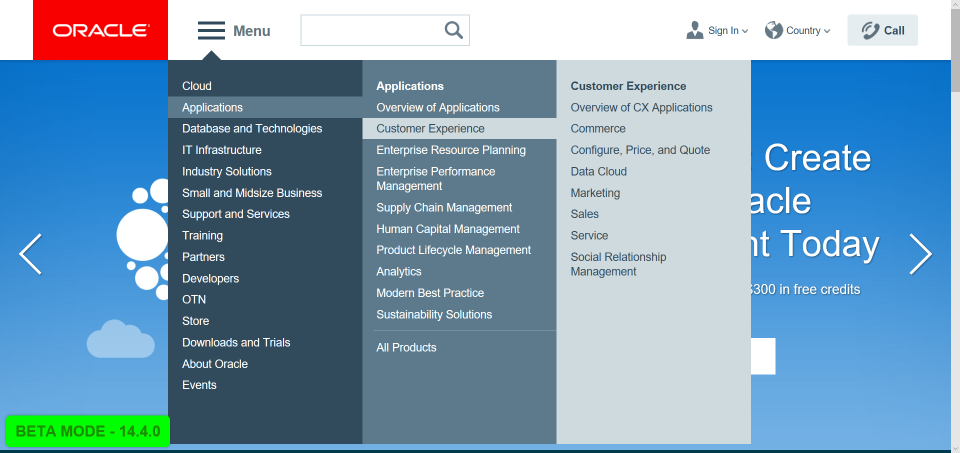 ORACLE
Menu
Sign In
Country
Call
Cloud
Applications
Database and Technologies
IT Infrastructure
Industry Solutions
Small and Midsize Business
Support and Services
Training
Partners
Developers
OTN
Store
Downloads and Trials
About Oracle
Events
Applications
Overview of Applications
Customer Experience
Enterprise Resource Planning
Enterprise Performance
Management
Supply Chain Management
Human Capital Management
Product Lifecycle Management
Analytics
Modern Best Practice
Sustainability Solutions
All Products
Customer Experience
Overview of CX Applications
Commerce
Configure, Price, and Quote
Data Cloud
Marketing
Sales
Service
Social Relationship
Management
Create
Today
300 in free credits
BETA MODE - 14.4.0